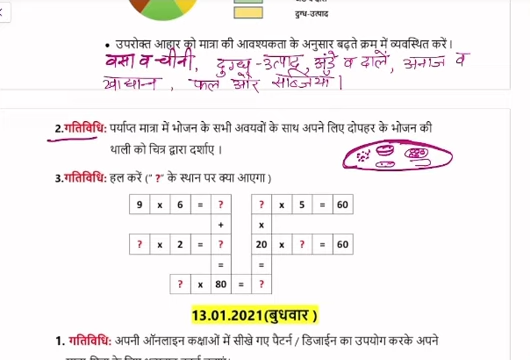 दुग्ध-उत्पाद
• उपरोक्त आहार को मात्रा की आवश्यकता के अनुसार बढ़ते क्रम में व्यवस्थित करें।
वसा व चीनी, दुग्ध-उत्पाद, अंडे व दालें, अनाज व
खाद्यान्न, फल और सब्जियां।
2.गतिविधि: पर्याप्त मात्रा में भोजन के सभी अवयवों के साथ अपने लिए दोपहर के भोजन की
थाली को चित्र द्वारा दर्शाए ।
3.गतिविधि: हल करें (" ?" के स्थान पर क्या आएगा )
9 x 6 = ? ? x 5 = 60
+ x
? x 2 = ? 20 x ? = 60
= =
? x 80 = ?
13.01.2021(बुधवार )
1. गतिविधि: अपनी ऑनलाइन कक्षाओं में सीखे गए पैटर्न / डिजाईन का उपयोग करके अपने